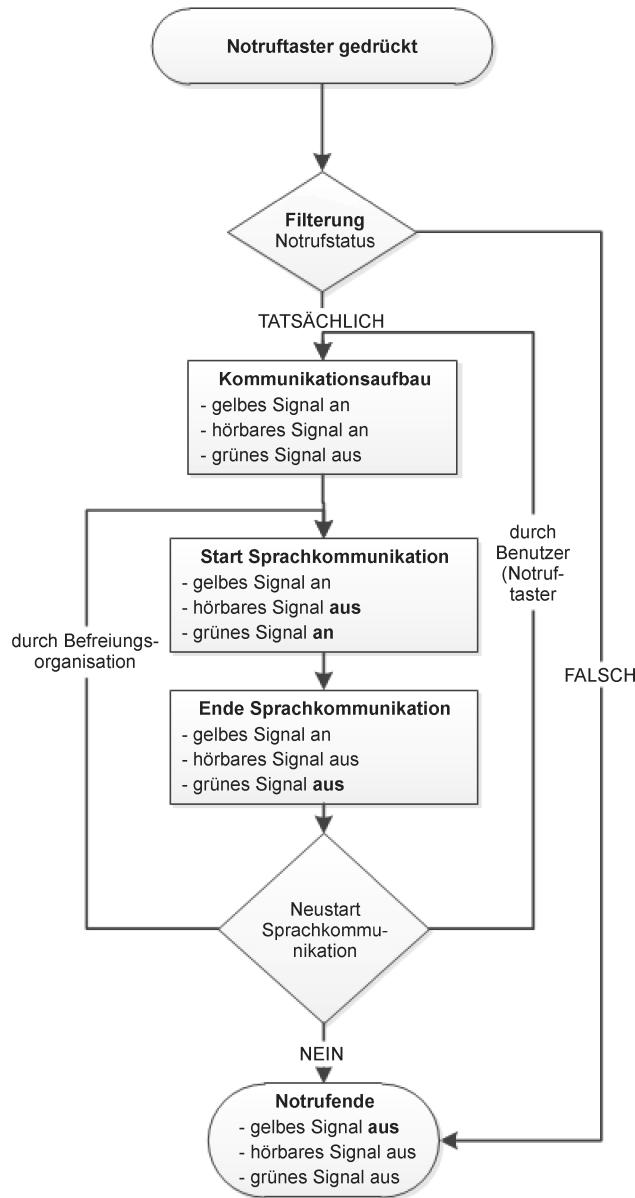 Notruftaster gedrückt
Filterung
Notrufstatus
TATSÄCHLICH
Kommunikationsaufbau
- gelbes Signal an
- hörbares Signal an
- grünes Signal aus
durch
Benutzer
(Notruf-
taster
Start Sprachkommunikation
- gelbes Signal an
- hörbares Signal aus
- grünes Signal an
durch Befreiungs-
organisation
FALSCH
Ende Sprachkommunikation
- gelbes Signal an
- hörbares Signal aus
- grünes Signal aus
Neustart
Sprachkommu-
nikation
NEIN
Notrufende
- gelbes Signal aus
- hörbares Signal aus
- grünes Signal aus